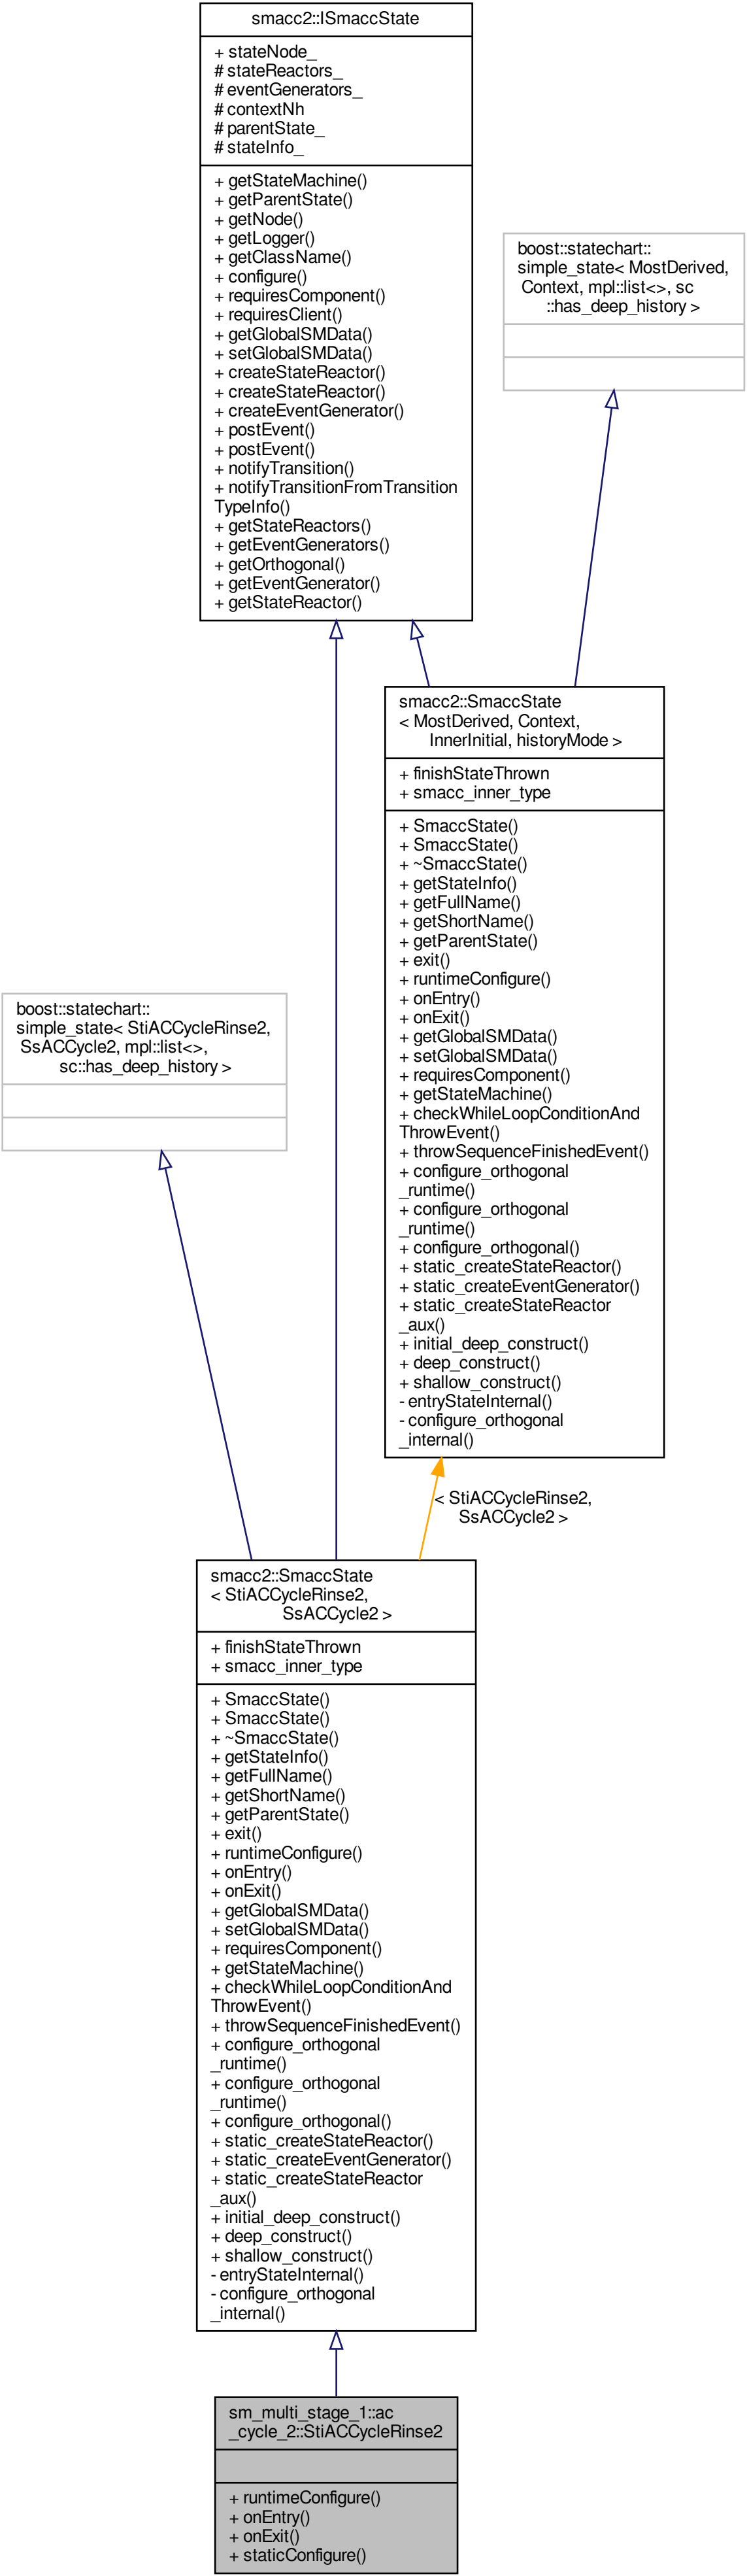 smacc2::ISmaccState
+ stateNode_
# stateReactors_
# eventGenerators_
# contextNh
# parentState_
# stateInfo_
+ getStateMachine()
+ getParentState()
+ getNode()
+ getLogger()
+ getClassName()
+ configure()
+ requiresComponent()
+ requiresClient()
+ getGlobalSMData()
+ setGlobalSMData()
+ createStateReactor()
+ createStateReactor()
+ createEventGenerator()
+ postEvent()
+ postEvent()
+ notifyTransition()
+ notifyTransitionFromTransition
TypeInfo()
+ getStateReactors()
+ getEventGenerators()
+ getOrthogonal()
+ getEventGenerator()
+ getStateReactor()
boost::statechart::
simple_state< MostDerived,
Context, mpl::list<>, sc
::has_deep_history >
smacc2::SmaccState
< MostDerived, Context,
InnerInitial, historyMode >
+ finishStateThrown
+ smacc_inner_type
+ SmaccState()
+ SmaccState()
+ ~SmaccState()
+ getStateInfo()
+ getFullName()
+ getShortName()
+ getParentState()
+ exit()
+ runtimeConfigure()
+ onEntry()
+ onExit()
+ getGlobalSMData()
+ setGlobalSMData()
+ requiresComponent()
+ getStateMachine()
+ checkWhileLoopConditionAnd
ThrowEvent()
+ throwSequenceFinishedEvent()
+ configure_orthogonal
_runtime()
+ configure_orthogonal
_runtime()
+ configure_orthogonal()
+ static_createStateReactor()
+ static_createEventGenerator()
+ static_createStateReactor
_aux()
+ initial_deep_construct()
+ deep_construct()
+ shallow_construct()
- entryStateInternal()
- configure_orthogonal
_internal()
boost::statechart::
simple_state< StiACCycleRinse2,
SsACCycle2, mpl::list<>,
sc::has_deep_history >
< StiACCycleRinse2,
SsACCycle2 >
smacc2::SmaccState
< StiACCycleRinse2,
SsACCycle2 >
+ finishStateThrown
+ smacc_inner_type
+ SmaccState()
+ SmaccState()
+ ~SmaccState()
+ getStateInfo()
+ getFullName()
+ getShortName()
+ getParentState()
+ exit()
+ runtimeConfigure()
+ onEntry()
+ onExit()
+ getGlobalSMData()
+ setGlobalSMData()
+ requiresComponent()
+ getStateMachine()
+ checkWhileLoopConditionAnd
ThrowEvent()
+ throwSequenceFinishedEvent()
+ configure_orthogonal
_runtime()
+ configure_orthogonal
_runtime()
+ configure_orthogonal()
+ static_createStateReactor()
+ static_createEventGenerator()
+ static_createStateReactor
_aux()
+ initial_deep_construct()
+ deep_construct()
+ shallow_construct()
- entryStateInternal()
- configure_orthogonal
_internal()
sm_multi_stage_1::ac
_cycle_2::StiACCycleRinse2
+ runtimeConfigure()
+ onEntry()
+ onExit()
+ staticConfigure()